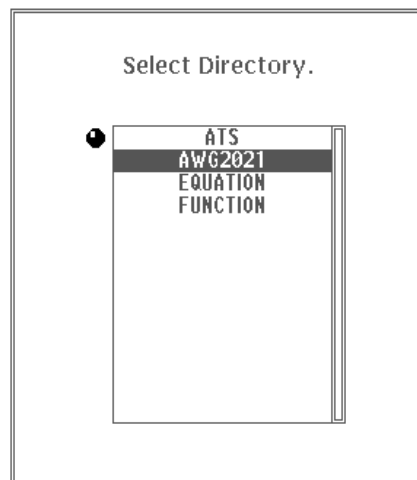 Select Directory.
ATS
AWG2021
EQUATION
FUNCTION